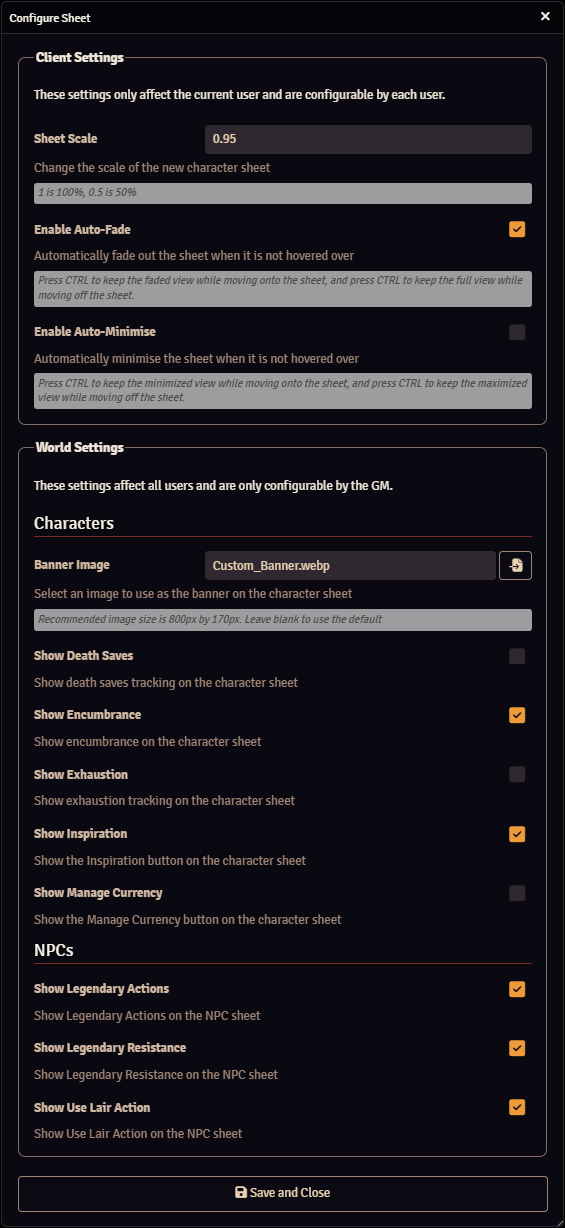 Configure Sheet
Client Settings
These settings only affect the current user and are configurable by each user.
Sheet Scale
0.95
Change the scale of the new character sheet
1 is 100%, 0.5 is 50%
Enable Auto-Fade
Automatically fade out the sheet when it is not hovered over
Press CTRL to keep the faded view while moving onto the sheet, and press CTRL to keep the full view while
moving off the sheet.
Enable Auto-Minimise
Automatically minimise the sheet when it is not hovered over
Press CTRL to keep the minimized view while moving onto the sheet, and press CTRL to keep the maximized
view while moving off the sheet.
World Settings
These settings affect all users and are only configurable by the GM.
Characters
Banner Image
Custom_Banner.webp
Select an image to use as the banner on the character sheet
Recommended image size is 800px by 170px. Leave blank to use the default
Show Death Saves
Show death saves tracking on the character sheet
Show Encumbrance
Show encumbrance on the character sheet
Show Exhaustion
Show exhaustion tracking on the character sheet
Show Inspiration
Show the Inspiration button on the character sheet
Show Manage Currency
Show the Manage Currency button on the character sheet
NPCs
Show Legendary Actions
Show Legendary Actions on the NPC sheet
Show Legendary Resistance
Show Legendary Resistance on the NPC sheet
Show Use Lair Action
Show Use Lair Action on the NPC sheet
Save and Close